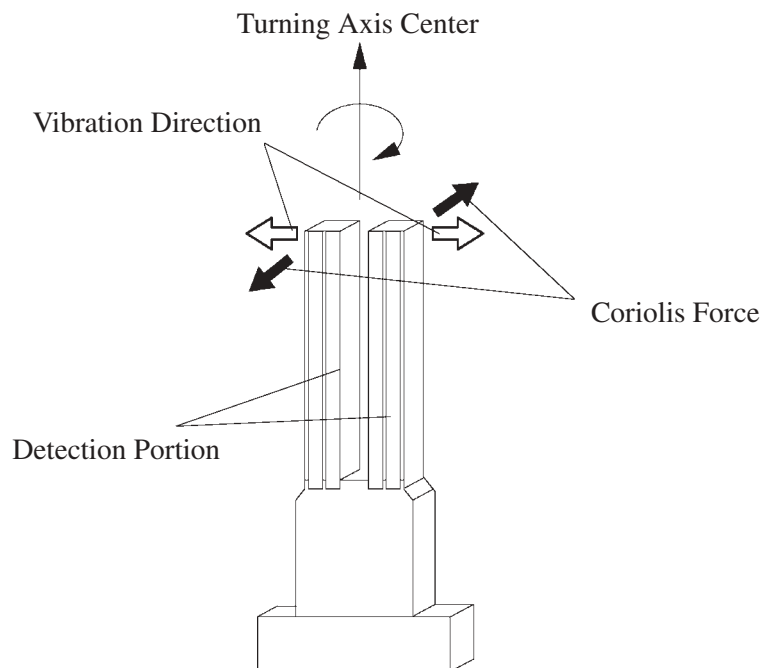 Turning Axis Center
Vibration Direction
Coriolis Force
Detection Portion